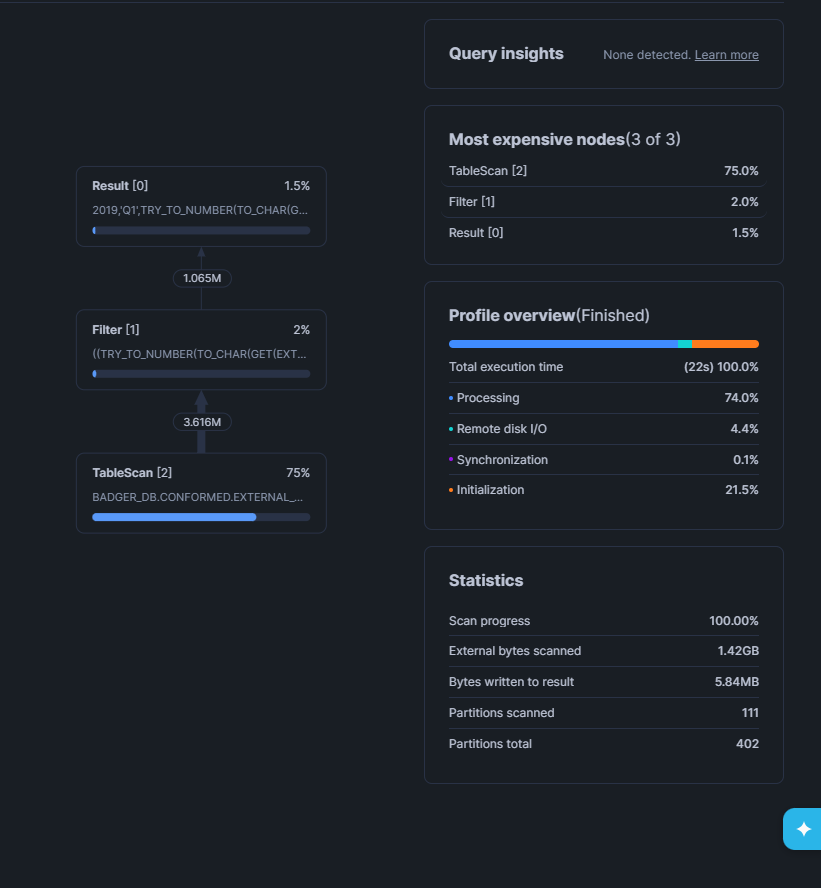 Query insights
None detected. Learn more
Most expensive nodes(3 of 3)
TableScan [2] 75.0%
Filter [1] 2.0%
Result [0] 1.5%
Result [0] 1.5%
2019,'Q1',TRY_TO_NUMBER(TO_CHAR(G...
1.065M
Filter [1] 2%
((TRY_TO_NUMBER(TO_CHAR(GET(EXT...
3.616M
TableScan [2] 75%
BADGER_DB.CONFORMED.EXTERNAL_...
Profile overview(Finished)
Total execution time (22s) 100.0%
Processing 74.0%
Remote disk I/O 4.4%
Synchronization 0.1%
Initialization 21.5%
Statistics
Scan progress 100.00%
External bytes scanned 1.42GB
Bytes written to result 5.84MB
Partitions scanned 111
Partitions total 402